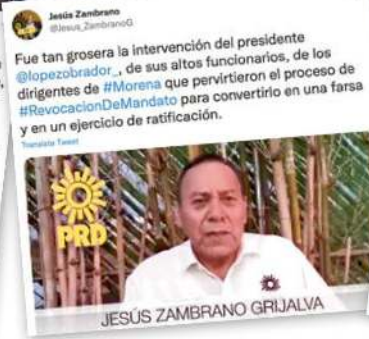 Jesús Zambrano
@Jesus_ZambranoG
Fue tan grosera la intervención del presidente
@lopezobrador_, de sus altos funcionarios, de los
dirigentes de #Morena que pervirtieron el proceso de
#RevocacionDeMandato para convertirlo en una farsa
y en un ejercicio de ratificación.
Translate Tweet
PRD
JESÚS ZAMBRANO GRIJALVA